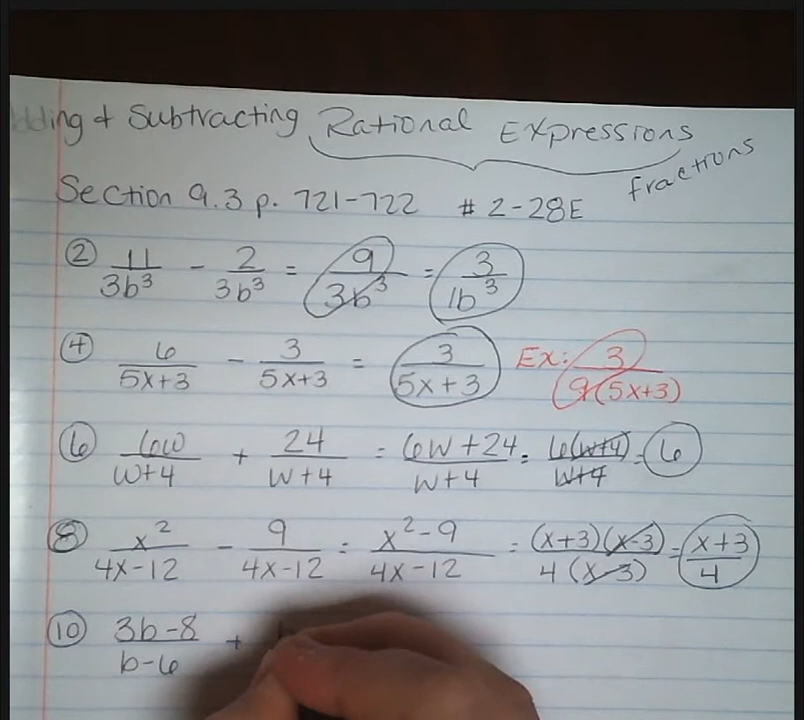 Adding + Subtracting Rational Expressions
fractions
Section 9.3 p. 721-722 # 2-28E
② 11/3b³ - 2/3b³ = 9/3b³ = 3/1b³
④ 6/5x+3 - 3/5x+3 = 3/5x+3 Ex: 3/9(5x+3)
⑥ 6w/w+4 + 24/w+4 = 6w+24/w+4 = 6(w+4)/w+4 = 6
⑧ x²/4x-12 - 9/4x-12 = x²-9/4x-12 = (x+3)(x-3)/4(x-3) = x+3/4
⑩ 3b-8/b-6 +